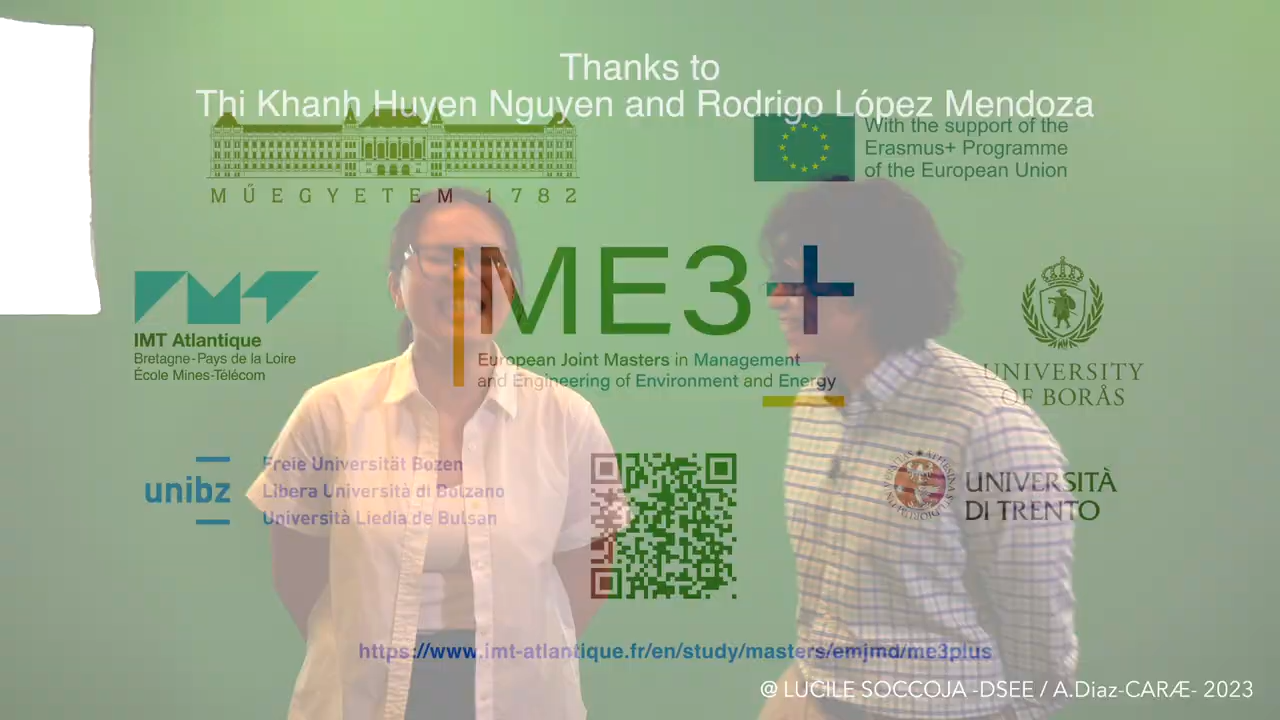 Thanks to
Thi Khanh Huyen Nguyen and Rodrigo López Mendoza
MŰEGYETEM 1782
With the support of the
Erasmus+ Programme
of the European Union
ME3+
European Joint Masters in Management
and Engineering of Environment and Energy
IMT Atlantique
Bretagne-Pays de la Loire
École Mines-Télécom
UNIVERSITY
OF BORÅS
unibz
Freie Universität Bozen
Libera Università di Bolzano
Università Liedia de Bulsan
UNIVERSITÀ
DI TRENTO
https://www.imt-atlantique.fr/en/study/masters/emjmd/me3plus
@ LUCILE SOCCOJA -DSEE / A.Diaz-CARÆ- 2023